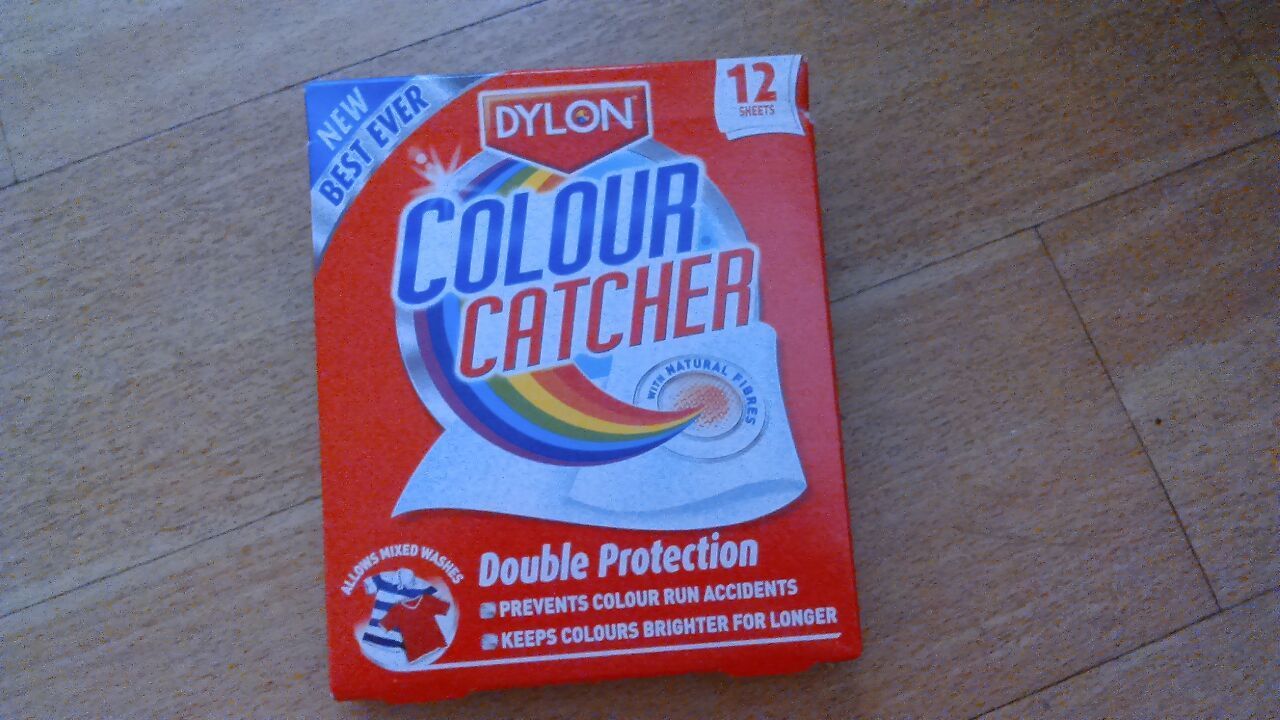 NEW
BEST EVER
DYLON
12
SHEETS
COLOUR
CATCHER
WITH NATURAL FIBRES
ALLOWS MIXED WASHES
Double Protection
PREVENTS COLOUR RUN ACCIDENTS
KEEPS COLOURS BRIGHTER FOR LONGER